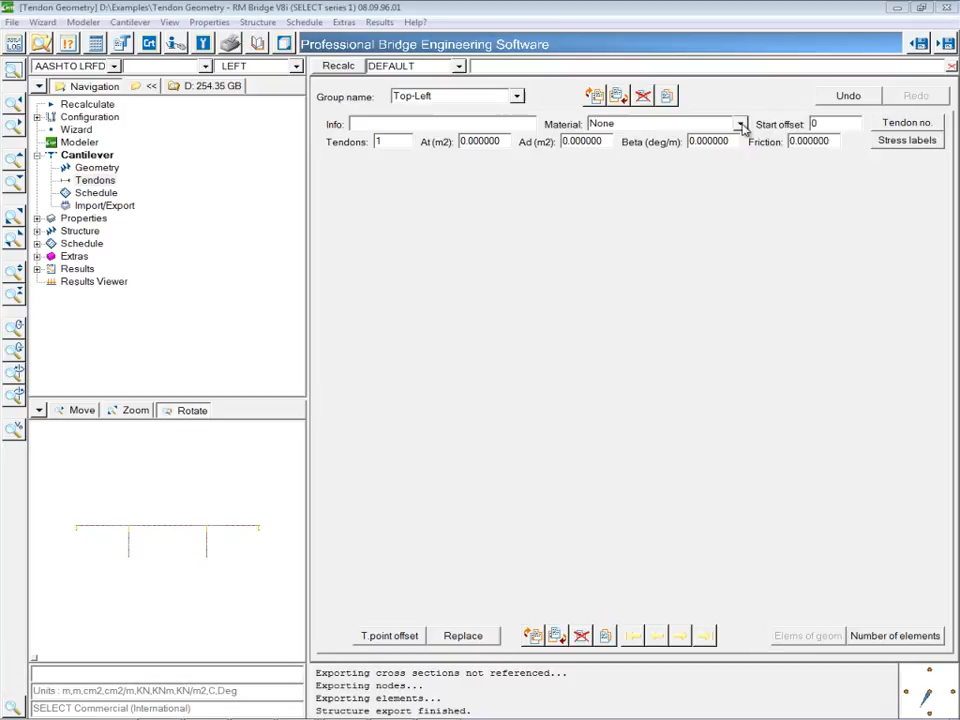 [Tendon Geometry] D:\Examples\Tendon Geometry - RM Bridge V8i (SELECT series 1) 08.09.96.01
File Wizard Modeler Cantilever View Properties Structure Schedule Extras Results Help?
TDV LOG !? Crt Y Professional Bridge Engineering Software
AASHTO LRFD LEFT Recalc DEFAULT
Navigation << D: 254.35 GB
Group name: Top-Left Undo Redo
Info: Material: None Start offset: 0 Tendon no.
Tendons: 1 At (m2): 0.000000 Ad (m2): 0.000000 Beta (deg/m): 0.000000 Friction: 0.000000 Stress labels
Recalculate
Configuration
Wizard
Modeler
Cantilever
Geometry
Tendons
Schedule
Import/Export
Properties
Structure
Schedule
Extras
Results
Results Viewer
Move Zoom Rotate
T.point offset Replace Elems of geom Number of elements
Units : m,m,cm2,cm2/m,KN,KNm,KN/m2,C,Deg
SELECT Commercial (International)
Exporting cross sections not referenced...
Exporting nodes...
Exporting elements...
Structure export finished.